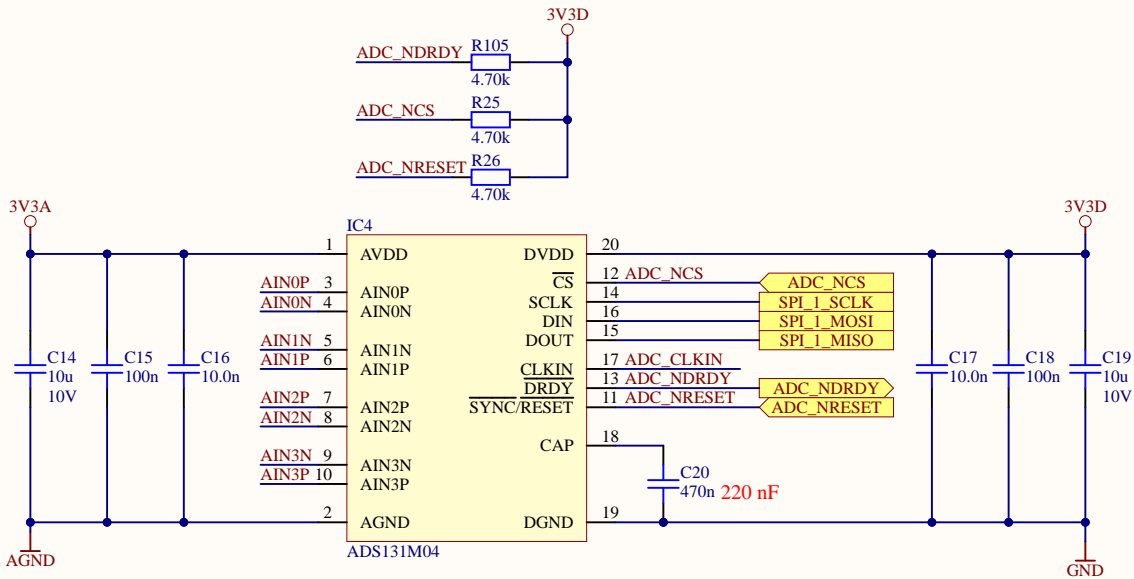 3V3D
ADC_NDRDY R105
4.70k
ADC_NCS R25
4.70k
ADC_NRESET R26
4.70k
3V3A
3V3D
IC4
1 AVDD DVDD 20
CS 12 ADC_NCS ADC_NCS
AIN0P 3 AIN0P
SCLK 14 SPI_1_SCLK
AIN0N 4 AIN0N
DIN 16 SPI_1_MOSI
DOUT 15 SPI_1_MISO
AIN1N 5 AIN1N
AIN1P 6 AIN1P
CLKIN 17 ADC_CLKIN
DRDY 13 ADC_NDRDY ADC_NDRDY
AIN2P 7 AIN2P
SYNC/RESET 11 ADC_NRESET ADC_NRESET
AIN2N 8 AIN2N
CAP 18
AIN3N 9 AIN3N
AIN3P 10 AIN3P
2 AGND DGND 19
ADS131M04
C14
10u
10V
C15
100n
C16
10.0n
C20
470n 220 nF
C17
10.0n
C18
100n
C19
10u
10V
AGND
GND